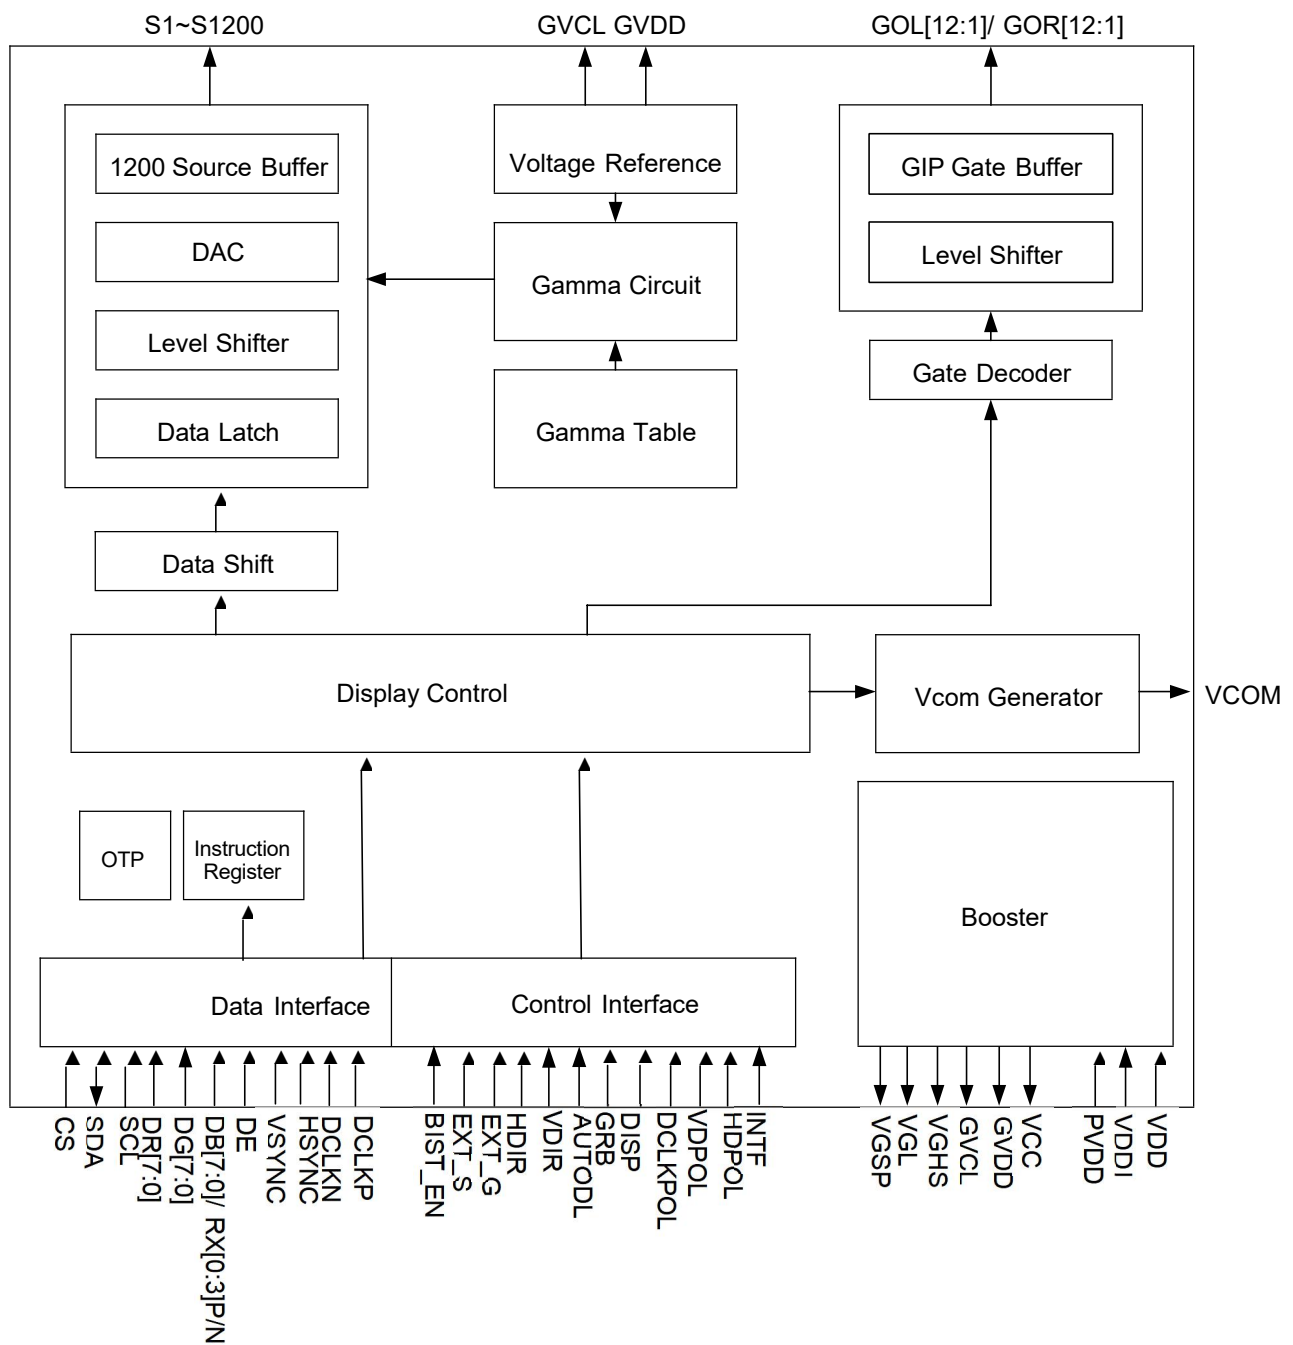 S1~S1200
GVCL GVDD
GOL[12:1]/ GOR[12:1]
1200 Source Buffer
DAC
Level Shifter
Data Latch
Voltage Reference
Gamma Circuit
Gamma Table
GIP Gate Buffer
Level Shifter
Gate Decoder
Data Shift
Display Control
Vcom Generator
VCOM
OTP
Instruction
Register
Booster
Data Interface
Control Interface
CS
SDA
SCL
DR[7:0]
DG[7:0]
DB[7:0]/ RX[0:3]P/N
DE
VSYNC
HSYNC
DCLKN
DCLKP
BIST_EN
EXT_S
EXT_G
HDIR
VDIR
AUTODL
GRB
DISP
DCLKPOL
VDPOL
HDPOL
INTF
VGSP
VGL
VGHS
GVCL
GVDD
VCC
PVDD
VDDI
VDD